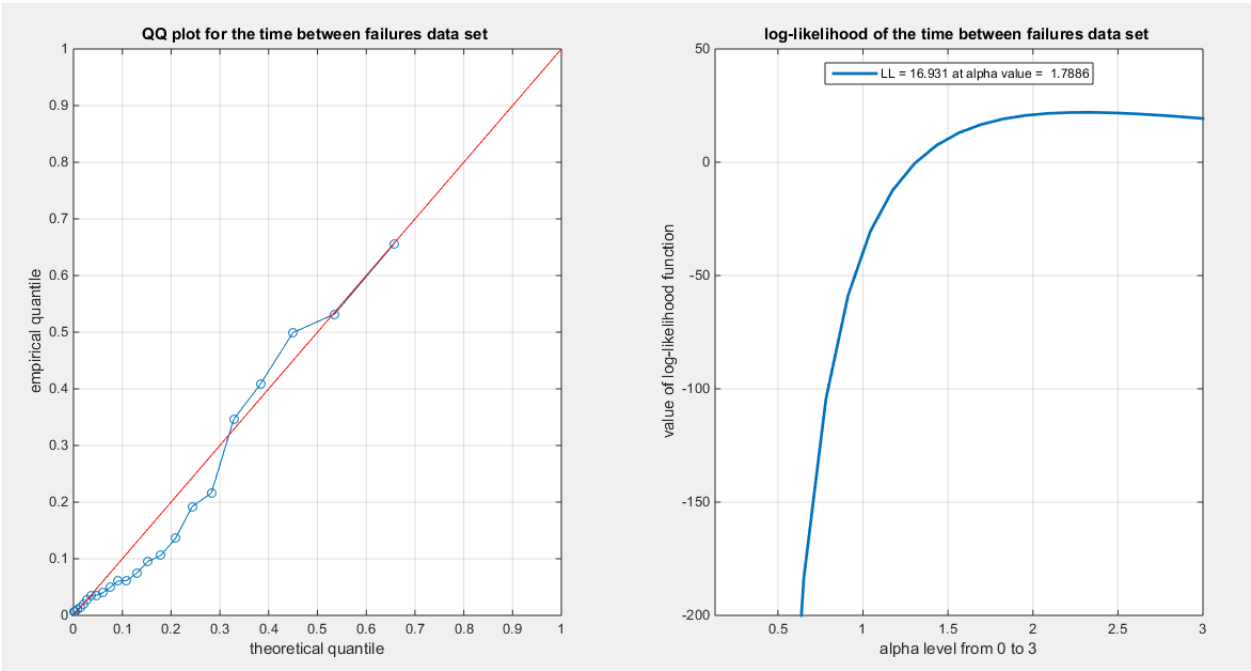 QQ plot for the time between failures data set
1
0.9
0.8
0.7
0.6
0.5
0.4
0.3
0.2
0.1
0
empirical quantile
0 0.1 0.2 0.3 0.4 0.5 0.6 0.7 0.8 0.9 1
theoretical quantile
log-likelihood of the time between failures data set
LL = 16.931 at alpha value = 1.7886
50
0
-50
-100
-150
-200
value of log-likelihood function
0.5 1 1.5 2 2.5 3
alpha level from 0 to 3